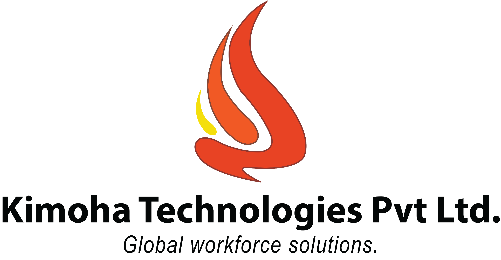 Kimoha Technologies Pvt Ltd.
Global workforce solutions.